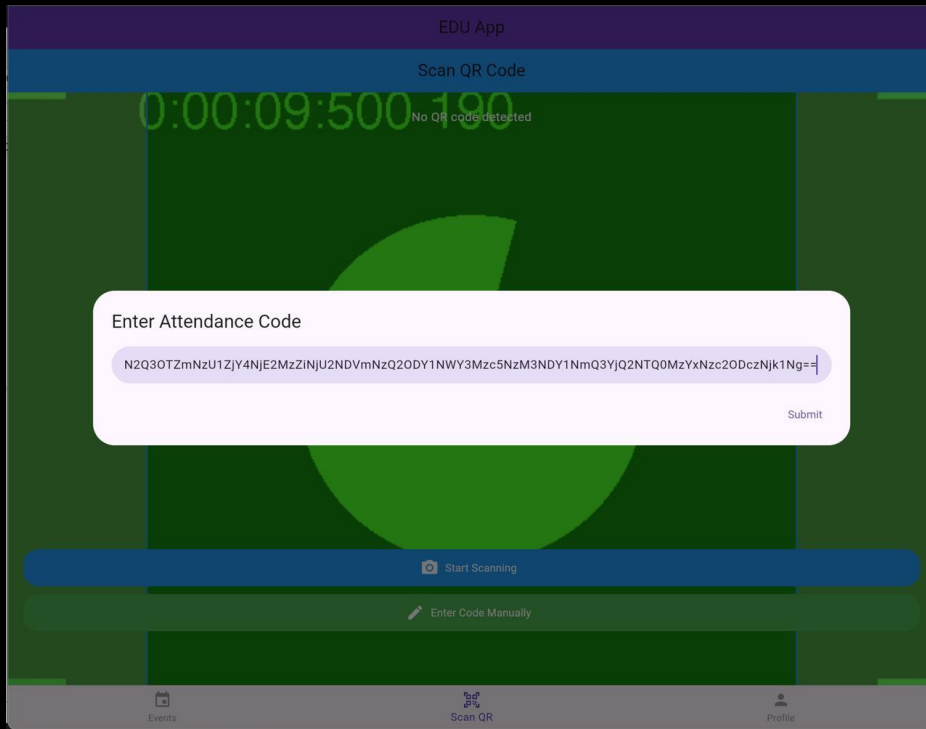 EDU App
Scan QR Code
0:00:09:500 190
No QR code detected
Enter Attendance Code
N2Q3OTZmNzU1ZjY4NjE2MzZiNjU2NDVmNzQ2ODY1NWY3Mzc5NzM3NDY1NmQ3YjQ2NTQ0MzYxNzc2ODczNjk1Ng==
Submit
Start Scanning
Enter Code Manually
Events
Scan QR
Profile